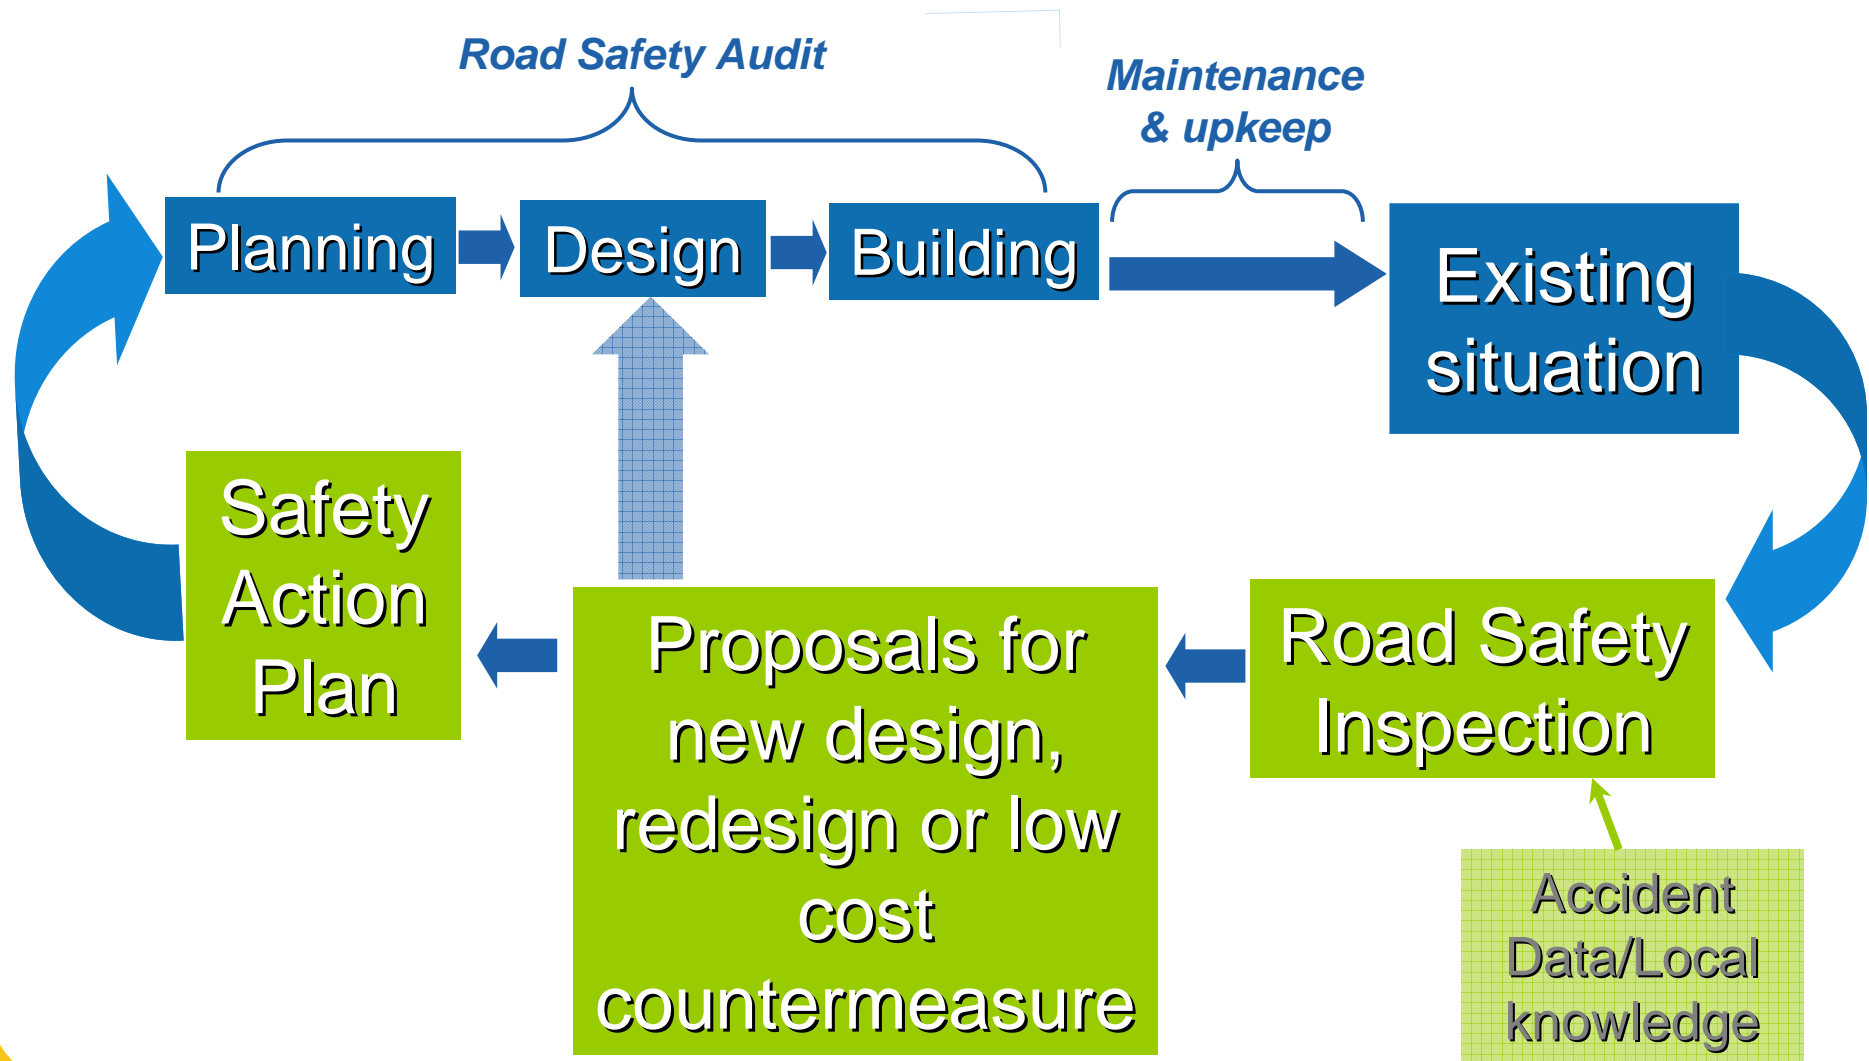 Road Safety Audit
Maintenance
& upkeep
Planning
Design
Building
Existing
situation
Safety
Action
Plan
Proposals for
new design,
redesign or low
cost
countermeasure
Road Safety
Inspection
Accident
Data/Local
knowledge